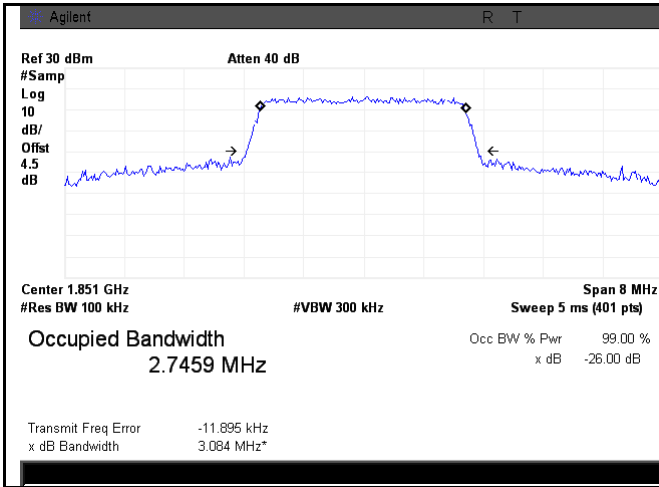 Agilent R T
Ref 30 dBm Atten 40 dB
#Samp
Log
10
dB/
Offst
4.5
dB
Center 1.851 GHz Span 8 MHz
#Res BW 100 kHz #VBW 300 kHz Sweep 5 ms (401 pts)
Occupied Bandwidth Occ BW % Pwr 99.00 %
2.7459 MHz x dB -26.00 dB
Transmit Freq Error -11.895 kHz
x dB Bandwidth 3.084 MHz*